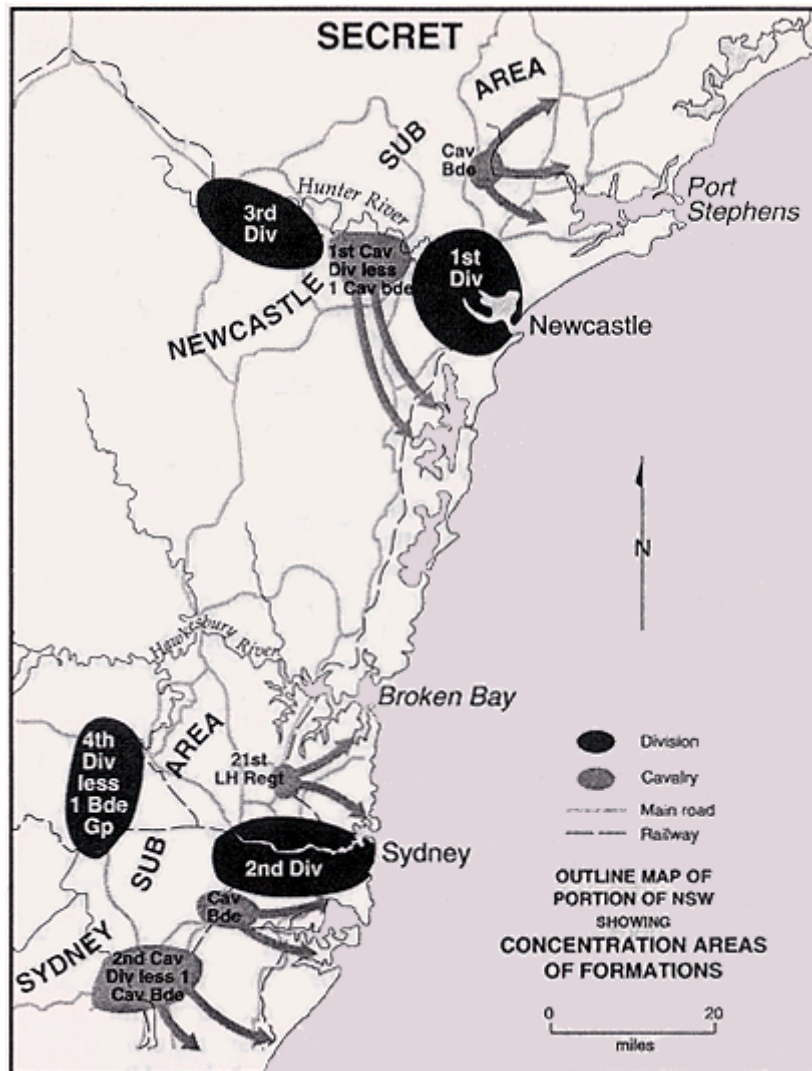 SECRET
AREA
SUB
NEWCASTLE
Cav
Bde
Port
Stephens
Hunter River
3rd
Div
1st Cav
Div less
1 Cav bde
1st
Div
Newcastle
N
Hawkesbury River
Broken Bay
AREA
SUB
SYDNEY
4th
Div
less
1 Bde
Gp
21st
LH Regt
2nd Div
Sydney
Cav
Bde
2nd Cav
Div less 1
Cav Bde
Division
Cavalry
Main road
Railway
OUTLINE MAP OF
PORTION OF NSW
SHOWING
CONCENTRATION AREAS
OF FORMATIONS
0 20
miles